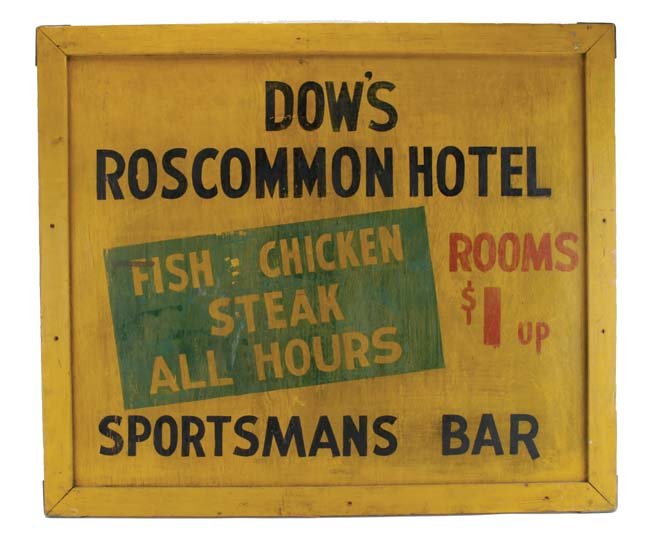 DOW'S
ROSCOMMON HOTEL
FISH : CHICKEN
STEAK
ALL HOURS
ROOMS
$1 UP
SPORTSMANS BAR